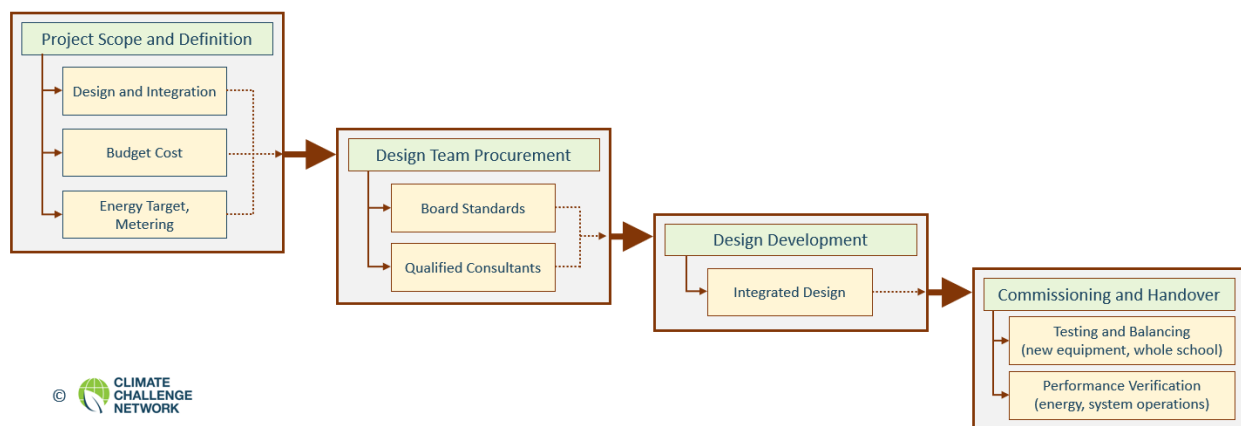 Project Scope and Definition
Design and Integration
Budget Cost
Energy Target,
Metering
Design Team Procurement
Board Standards
Qualified Consultants
Design Development
Integrated Design
Commissioning and Handover
Testing and Balancing
(new equipment, whole school)
Performance Verification
(energy, system operations)
© CLIMATE
CHALLENGE
NETWORK